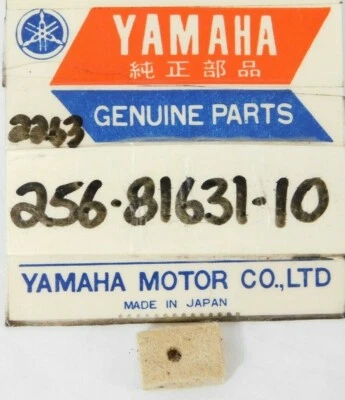 YAMAHA
純正部品
2263
GENUINE PARTS
256-81631-10
YAMAHA MOTOR CO.,LTD
MADE IN JAPAN